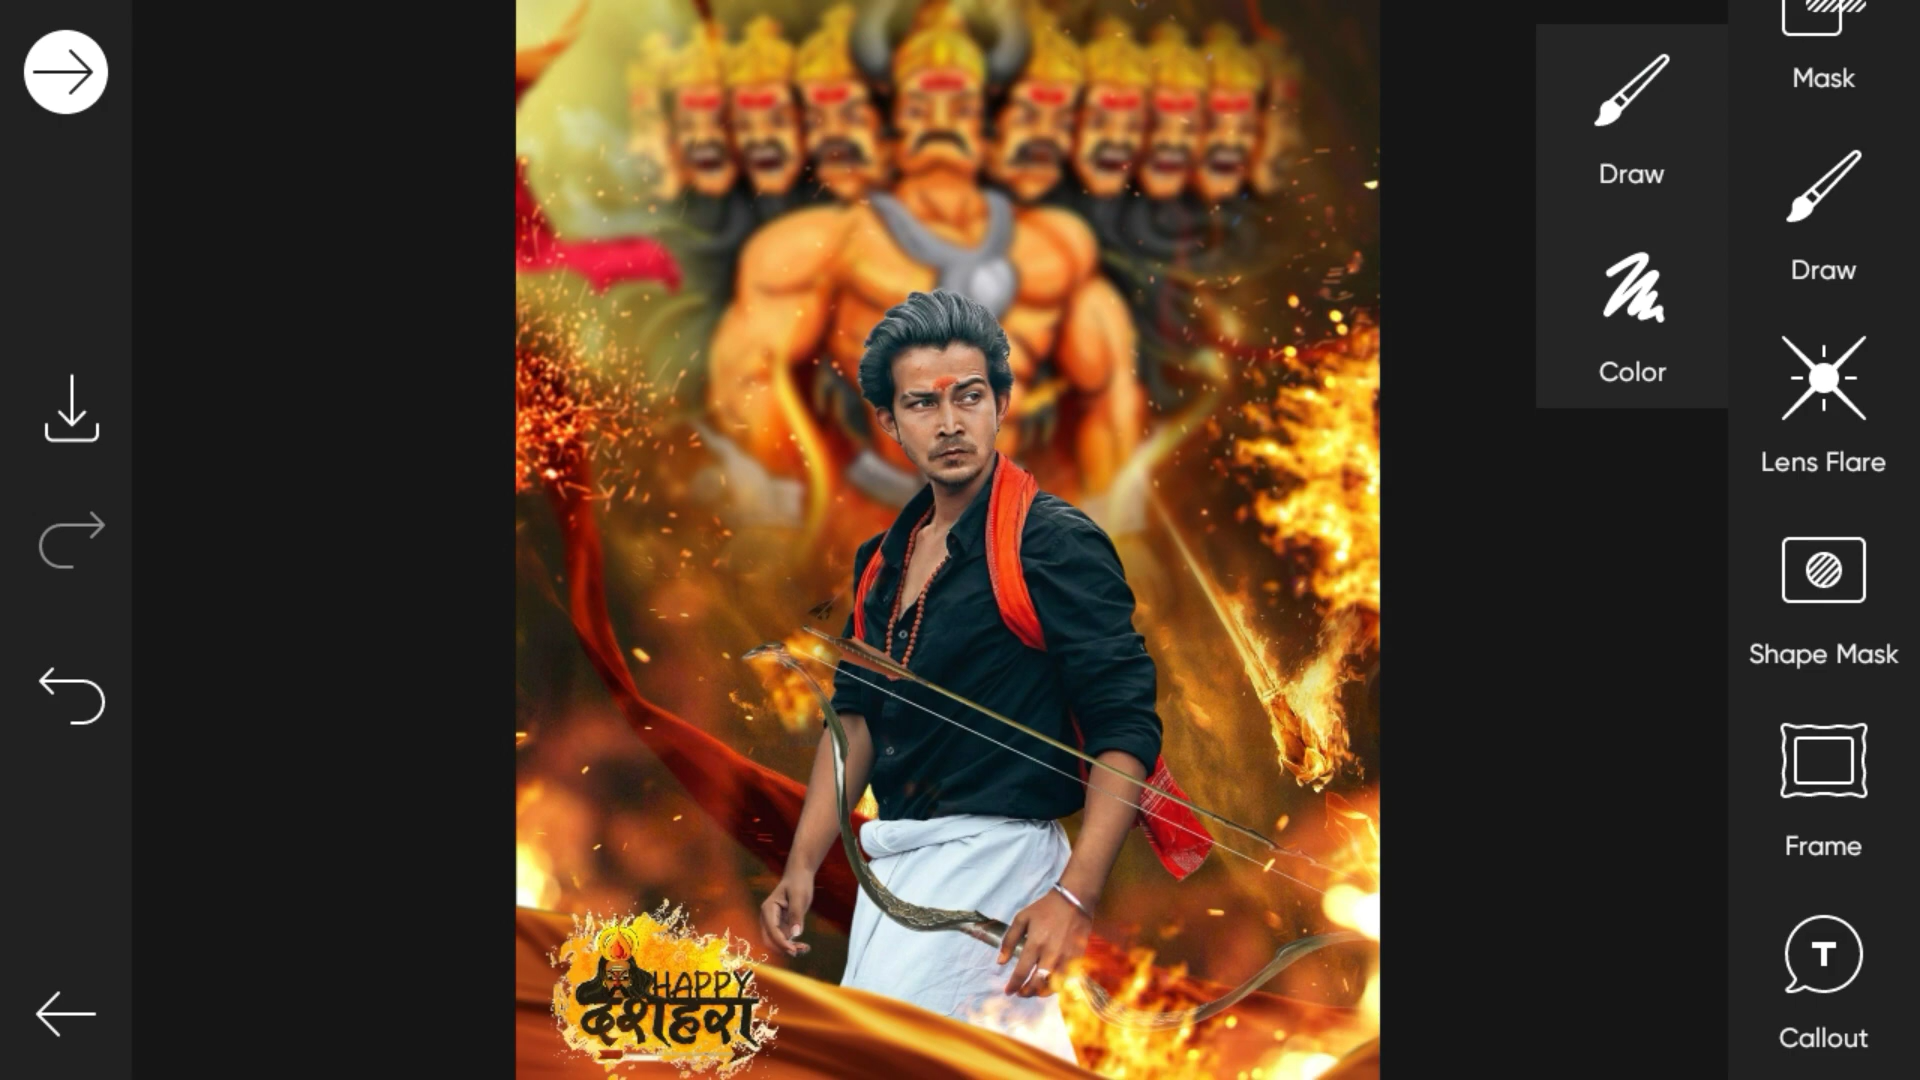 Mask
Draw
Draw
Color
Lens Flare
Shape Mask
Frame
T
Callout
HAPPY
दशहरा